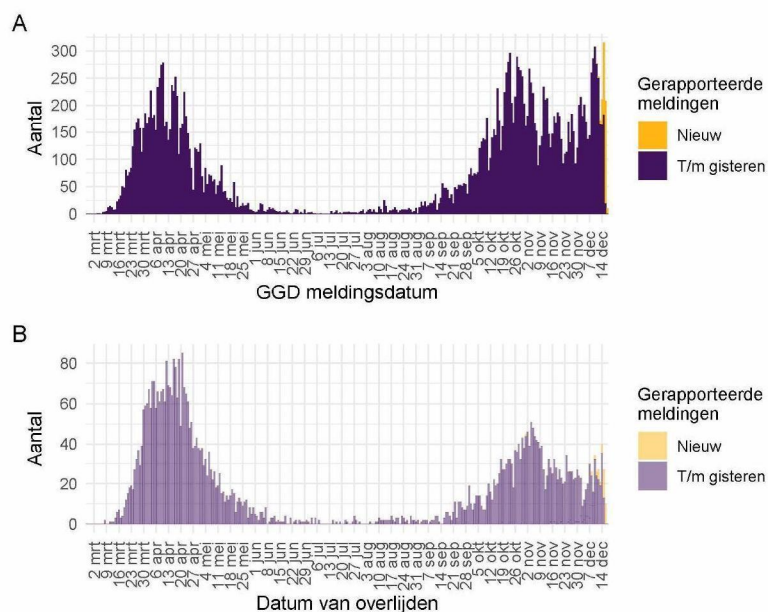 A
300
250
200
150
100
50
0
Aantal
2 mrt
9 mrt
16 mrt
23 mrt
30 mrt
6 apr
13 apr
20 apr
27 apr
4 mei
11 mei
18 mei
25 mei
1 jun
8 jun
15 jun
22 jun
29 jun
6 jul
13 jul
20 jul
27 jul
3 aug
10 aug
17 aug
24 aug
31 aug
7 sep
14 sep
21 sep
28 sep
5 okt
12 okt
19 okt
26 okt
2 nov
9 nov
16 nov
23 nov
30 nov
7 dec
14 dec
GGD meldingsdatum
Gerapporteerde
meldingen
Nieuw
T/m gisteren
B
80
60
40
20
0
Aantal
2 mrt
9 mrt
16 mrt
23 mrt
30 mrt
6 apr
13 apr
20 apr
27 apr
4 mei
11 mei
18 mei
25 mei
1 jun
8 jun
15 jun
22 jun
29 jun
6 jul
13 jul
20 jul
27 jul
3 aug
10 aug
17 aug
24 aug
31 aug
7 sep
14 sep
21 sep
28 sep
5 okt
12 okt
19 okt
26 okt
2 nov
9 nov
16 nov
23 nov
30 nov
7 dec
14 dec
Datum van overlijden
Gerapporteerde
meldingen
Nieuw
T/m gisteren